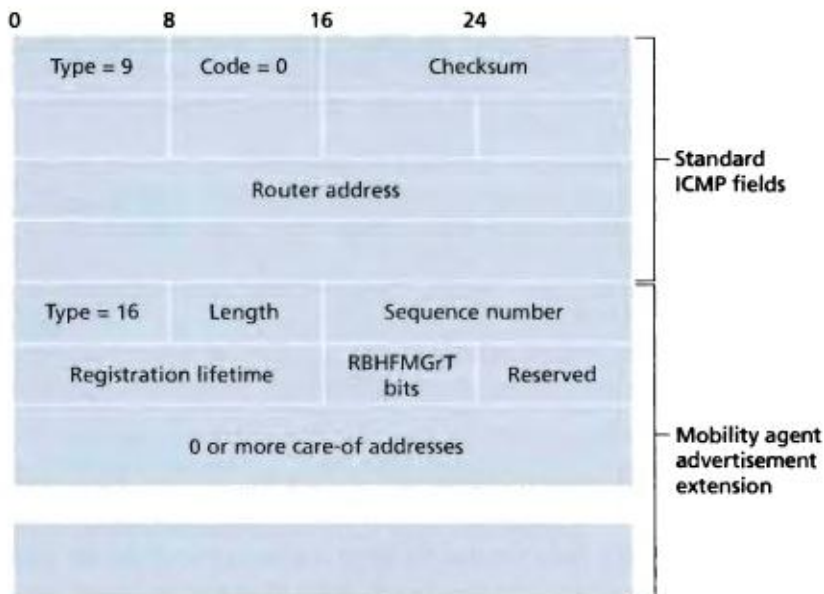 0 8 16 24
Type = 9 Code = 0 Checksum
Router address
Standard
ICMP fields
Type = 16 Length Sequence number
Registration lifetime RBHFMGrT
bits Reserved
0 or more care-of addresses
Mobility agent
advertisement
extension